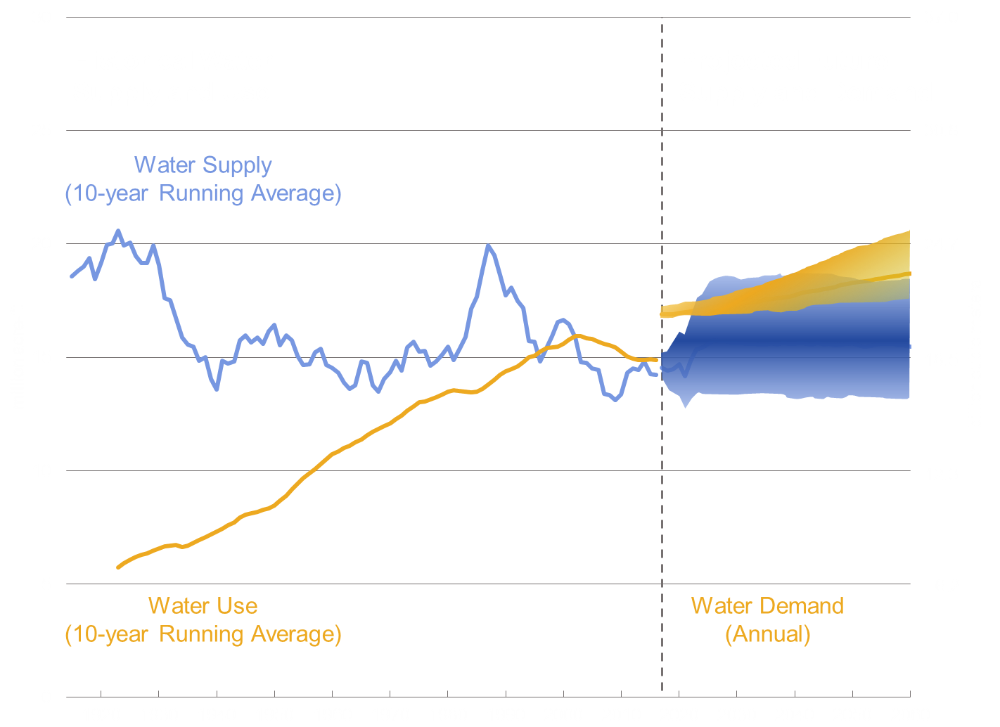 Water Supply
(10-year Running Average)
Water Use
(10-year Running Average)
Water Demand
(Annual)